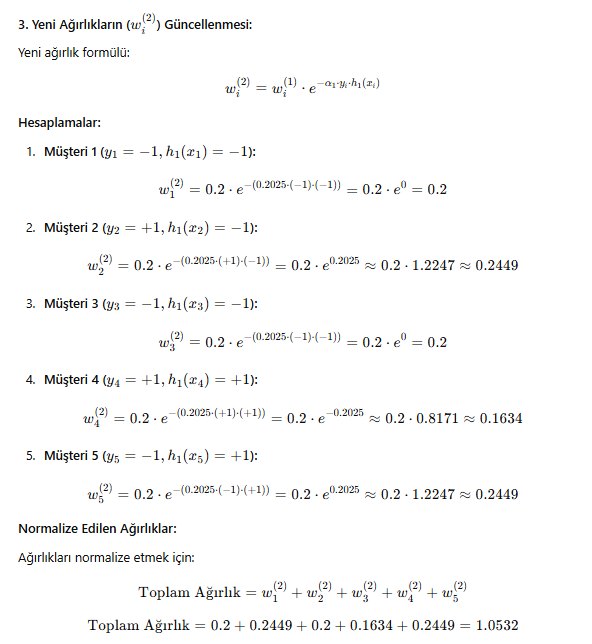 3. Yeni Ağırlıkların (w_i^{(2)}) Güncellenmesi:
Yeni ağırlık formülü:
w_i^{(2)} = w_i^{(1)} · e^{-α_1·y_i·h_1(x_i)}
Hesaplamalar:
1. Müşteri 1 (y_1 = −1, h_1(x_1) = −1):
w_1^{(2)} = 0.2 · e^{-(0.2025·(-1)·(-1))} = 0.2 · e^0 = 0.2
2. Müşteri 2 (y_2 = +1, h_1(x_2) = −1):
w_2^{(2)} = 0.2 · e^{-(0.2025·(+1)·(-1))} = 0.2 · e^{0.2025} ≈ 0.2 · 1.2247 ≈ 0.2449
3. Müşteri 3 (y_3 = −1, h_1(x_3) = −1):
w_3^{(2)} = 0.2 · e^{-(0.2025·(-1)·(-1))} = 0.2 · e^0 = 0.2
4. Müşteri 4 (y_4 = +1, h_1(x_4) = +1):
w_4^{(2)} = 0.2 · e^{-(0.2025·(+1)·(+1))} = 0.2 · e^{-0.2025} ≈ 0.2 · 0.8171 ≈ 0.1634
5. Müşteri 5 (y_5 = −1, h_1(x_5) = +1):
w_5^{(2)} = 0.2 · e^{-(0.2025·(-1)·(+1))} = 0.2 · e^{0.2025} ≈ 0.2 · 1.2247 ≈ 0.2449
Normalize Edilen Ağırlıklar:
Ağırlıkları normalize etmek için:
Toplam Ağırlık = w_1^{(2)} + w_2^{(2)} + w_3^{(2)} + w_4^{(2)} + w_5^{(2)}
Toplam Ağırlık = 0.2 + 0.2449 + 0.2 + 0.1634 + 0.2449 = 1.0532